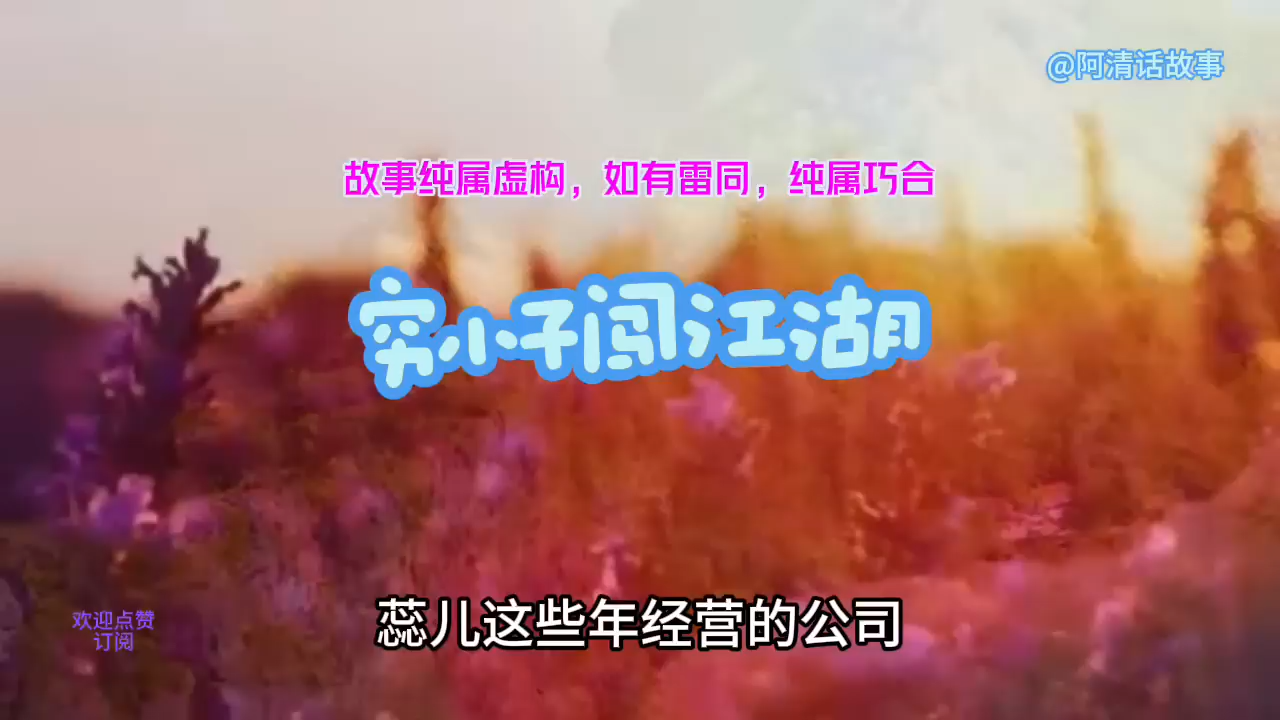 @阿清话故事
故事纯属虚构，如有雷同，纯属巧合
穷小子闯江湖
欢迎点赞
订阅
蕊儿这些年经营的公司